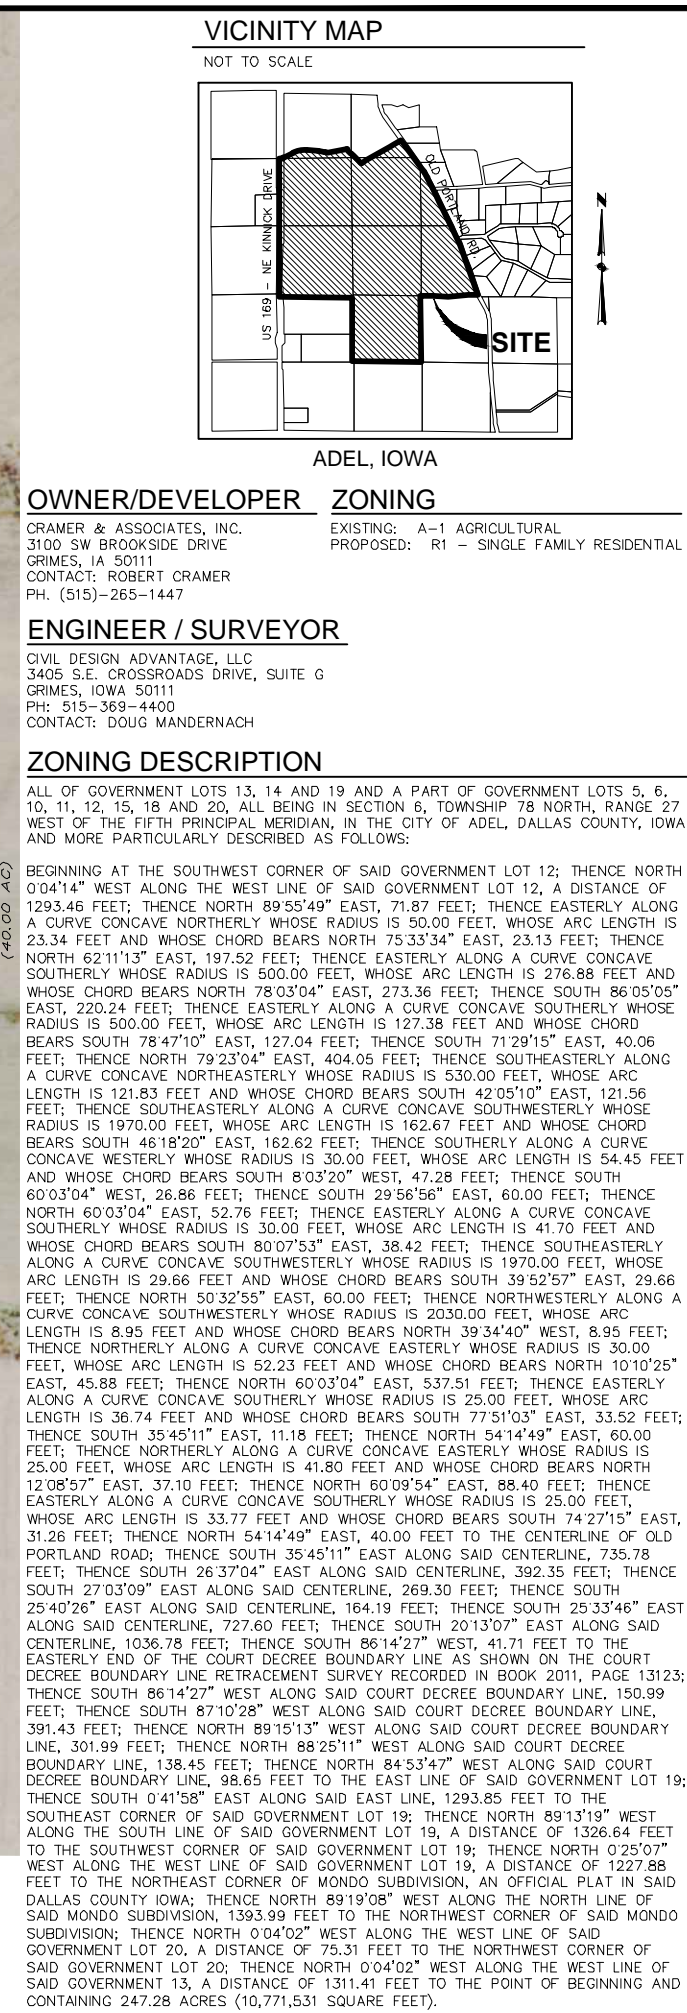 VICINITY MAP
NOT TO SCALE
US 169 - NE KINNICK DRIVE
OLD PORTLAND RD.
N
SITE
ADEL, IOWA
OWNER/DEVELOPER
CRAMER & ASSOCIATES, INC.
3100 SW BROOKSIDE DRIVE
GRIMES, IA 50111
CONTACT: ROBERT CRAMER
PH. (515)-265-1447
ZONING
EXISTING: A-1 AGRICULTURAL
PROPOSED: R1 - SINGLE FAMILY RESIDENTIAL
ENGINEER / SURVEYOR
CIVIL DESIGN ADVANTAGE, LLC
3405 S.E. CROSSROADS DRIVE, SUITE G
GRIMES, IOWA 50111
PH: 515-369-4400
CONTACT: DOUG MANDERNACH
ZONING DESCRIPTION
ALL OF GOVERNMENT LOTS 13, 14 AND 19 AND A PART OF GOVERNMENT LOTS 5, 6,
10, 11, 12, 15, 18 AND 20, ALL BEING IN SECTION 6, TOWNSHIP 78 NORTH, RANGE 27
WEST OF THE FIFTH PRINCIPAL MERIDIAN, IN THE CITY OF ADEL, DALLAS COUNTY, IOWA
AND MORE PARTICULARLY DESCRIBED AS FOLLOWS:
(40.00 AC)
BEGINNING AT THE SOUTHWEST CORNER OF SAID GOVERNMENT LOT 12; THENCE NORTH
0°04'14" WEST ALONG THE WEST LINE OF SAID GOVERNMENT LOT 12, A DISTANCE OF
1293.46 FEET; THENCE NORTH 89°55'49" EAST, 71.87 FEET; THENCE EASTERLY ALONG
A CURVE CONCAVE NORTHERLY WHOSE RADIUS IS 50.00 FEET, WHOSE ARC LENGTH IS
23.34 FEET AND WHOSE CHORD BEARS NORTH 75°33'34" EAST, 23.13 FEET; THENCE
NORTH 62°11'13" EAST, 197.52 FEET; THENCE EASTERLY ALONG A CURVE CONCAVE
SOUTHERLY WHOSE RADIUS IS 500.00 FEET, WHOSE ARC LENGTH IS 276.88 FEET AND
WHOSE CHORD BEARS NORTH 78°03'04" EAST, 273.36 FEET; THENCE SOUTH 86°05'05"
EAST, 220.24 FEET; THENCE EASTERLY ALONG A CURVE CONCAVE SOUTHERLY WHOSE
RADIUS IS 500.00 FEET, WHOSE ARC LENGTH IS 127.38 FEET AND WHOSE CHORD
BEARS SOUTH 78°47'10" EAST, 127.04 FEET; THENCE SOUTH 71°29'15" EAST, 40.06
FEET; THENCE NORTH 79°23'04" EAST, 404.05 FEET; THENCE SOUTHEASTERLY ALONG
A CURVE CONCAVE NORTHEASTERLY WHOSE RADIUS IS 530.00 FEET, WHOSE ARC
LENGTH IS 121.83 FEET AND WHOSE CHORD BEARS SOUTH 42°05'10" EAST, 121.56
FEET; THENCE SOUTHEASTERLY ALONG A CURVE CONCAVE SOUTHWESTERLY WHOSE
RADIUS IS 1970.00 FEET, WHOSE ARC LENGTH IS 162.67 FEET AND WHOSE CHORD
BEARS SOUTH 46°18'20" EAST, 162.62 FEET; THENCE SOUTHERLY ALONG A CURVE
CONCAVE WESTERLY WHOSE RADIUS IS 30.00 FEET, WHOSE ARC LENGTH IS 54.45 FEET
AND WHOSE CHORD BEARS SOUTH 8°03'20" WEST, 47.28 FEET; THENCE SOUTH
60°03'04" WEST, 26.86 FEET; THENCE SOUTH 29°56'56" EAST, 60.00 FEET; THENCE
NORTH 60°03'04" EAST, 52.76 FEET; THENCE EASTERLY ALONG A CURVE CONCAVE
SOUTHERLY WHOSE RADIUS IS 30.00 FEET, WHOSE ARC LENGTH IS 41.70 FEET AND
WHOSE CHORD BEARS SOUTH 80°07'53" EAST, 38.42 FEET; THENCE SOUTHEASTERLY
ALONG A CURVE CONCAVE SOUTHWESTERLY WHOSE RADIUS IS 1970.00 FEET, WHOSE
ARC LENGTH IS 29.66 FEET AND WHOSE CHORD BEARS SOUTH 39°52'57" EAST, 29.66
FEET; THENCE NORTH 50°32'55" EAST, 60.00 FEET; THENCE NORTHWESTERLY ALONG A
CURVE CONCAVE SOUTHWESTERLY WHOSE RADIUS IS 2030.00 FEET, WHOSE ARC
LENGTH IS 8.95 FEET AND WHOSE CHORD BEARS NORTH 39°34'40" WEST, 8.95 FEET;
THENCE NORTHERLY ALONG A CURVE CONCAVE EASTERLY WHOSE RADIUS IS 30.00
FEET, WHOSE ARC LENGTH IS 52.23 FEET AND WHOSE CHORD BEARS NORTH 10°10'25"
EAST, 45.88 FEET; THENCE NORTH 60°03'04" EAST, 537.51 FEET; THENCE EASTERLY
ALONG A CURVE CONCAVE SOUTHERLY WHOSE RADIUS IS 25.00 FEET, WHOSE ARC
LENGTH IS 36.74 FEET AND WHOSE CHORD BEARS SOUTH 77°51'03" EAST, 33.52 FEET;
THENCE SOUTH 35°45'11" EAST, 11.18 FEET; THENCE NORTH 54°14'49" EAST, 60.00
FEET; THENCE NORTHERLY ALONG A CURVE CONCAVE EASTERLY WHOSE RADIUS IS
25.00 FEET, WHOSE ARC LENGTH IS 41.80 FEET AND WHOSE CHORD BEARS NORTH
12°08'57" EAST, 37.10 FEET; THENCE NORTH 60°09'54" EAST, 88.40 FEET; THENCE
EASTERLY ALONG A CURVE CONCAVE SOUTHERLY WHOSE RADIUS IS 25.00 FEET,
WHOSE ARC LENGTH IS 33.77 FEET AND WHOSE CHORD BEARS SOUTH 74°27'15" EAST,
31.26 FEET; THENCE NORTH 54°14'49" EAST, 40.00 FEET TO THE CENTERLINE OF OLD
PORTLAND ROAD; THENCE SOUTH 35°45'11" EAST ALONG SAID CENTERLINE, 735.78
FEET; THENCE SOUTH 26°37'04" EAST ALONG SAID CENTERLINE, 392.35 FEET; THENCE
SOUTH 27°03'09" EAST ALONG SAID CENTERLINE, 269.30 FEET; THENCE SOUTH
25°40'26" EAST ALONG SAID CENTERLINE, 164.19 FEET; THENCE SOUTH 25°33'46" EAST
ALONG SAID CENTERLINE, 727.60 FEET; THENCE SOUTH 20°13'07" EAST ALONG SAID
CENTERLINE, 1036.78 FEET; THENCE SOUTH 86°14'27" WEST, 41.71 FEET TO THE
EASTERLY END OF THE COURT DECREE BOUNDARY LINE AS SHOWN ON THE COURT
DECREE BOUNDARY LINE RETRACEMENT SURVEY RECORDED IN BOOK 2011, PAGE 13123;
THENCE SOUTH 86°14'27" WEST ALONG SAID COURT DECREE BOUNDARY LINE, 150.99
FEET; THENCE SOUTH 87°10'28" WEST ALONG SAID COURT DECREE BOUNDARY LINE,
391.43 FEET; THENCE NORTH 89°15'13" WEST ALONG SAID COURT DECREE BOUNDARY
LINE, 301.99 FEET; THENCE NORTH 88°25'11" WEST ALONG SAID COURT DECREE
BOUNDARY LINE, 138.45 FEET; THENCE NORTH 84°53'47" WEST ALONG SAID COURT
DECREE BOUNDARY LINE, 98.65 FEET TO THE EAST LINE OF SAID GOVERNMENT LOT 19;
THENCE SOUTH 0°41'58" EAST ALONG SAID EAST LINE, 1293.85 FEET TO THE
SOUTHEAST CORNER OF SAID GOVERNMENT LOT 19; THENCE NORTH 89°13'19" WEST
ALONG THE SOUTH LINE OF SAID GOVERNMENT LOT 19, A DISTANCE OF 1326.64 FEET
TO THE SOUTHWEST CORNER OF SAID GOVERNMENT LOT 19; THENCE NORTH 0°25'07"
WEST ALONG THE WEST LINE OF SAID GOVERNMENT LOT 19, A DISTANCE OF 1227.88
FEET TO THE NORTHEAST CORNER OF MONDO SUBDIVISION, AN OFFICIAL PLAT IN SAID
DALLAS COUNTY IOWA; THENCE NORTH 89°19'08" WEST ALONG THE NORTH LINE OF
SAID MONDO SUBDIVISION, 1393.99 FEET TO THE NORTHWEST CORNER OF SAID MONDO
SUBDIVISION; THENCE NORTH 0°04'02" WEST ALONG THE WEST LINE OF SAID
GOVERNMENT LOT 20, A DISTANCE OF 75.31 FEET TO THE NORTHWEST CORNER OF
SAID GOVERNMENT LOT 20; THENCE NORTH 0°04'02" WEST ALONG THE WEST LINE OF
SAID GOVERNMENT 13, A DISTANCE OF 1311.41 FEET TO THE POINT OF BEGINNING AND
CONTAINING 247.28 ACRES (10,771,531 SQUARE FEET).